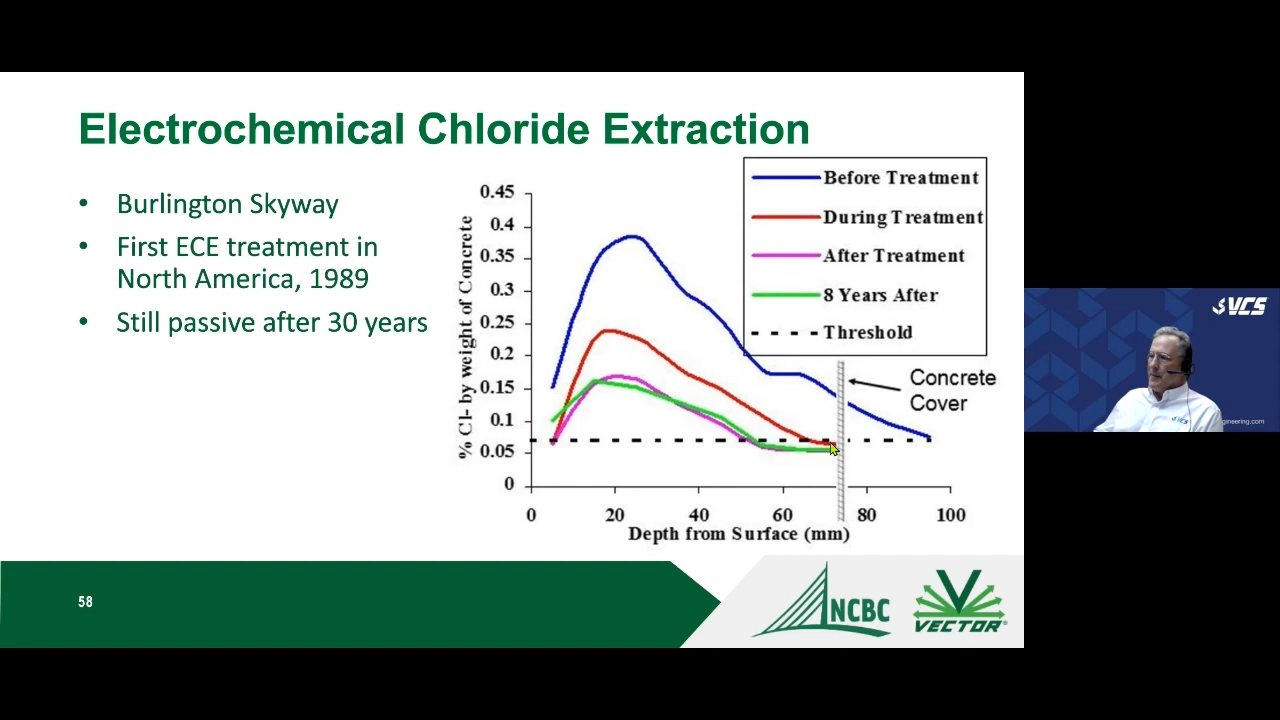 Electrochemical Chloride Extraction
• Burlington Skyway
• First ECE treatment in
North America, 1989
• Still passive after 30 years
Before Treatment
During Treatment
After Treatment
8 Years After
Threshold
% Cl- by weight of Concrete
0.45
0.4
0.35
0.3
0.25
0.2
0.15
0.1
0.05
0
Concrete
Cover
0 20 40 60 80 100
Depth from Surface (mm)
58
NCBC
VECTOR®
VCS
gineering.com